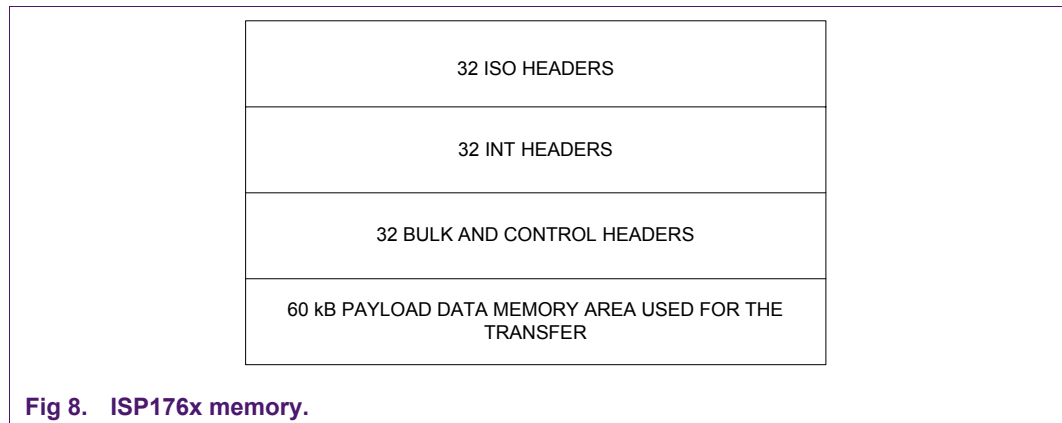 32 ISO HEADERS
32 INT HEADERS
32 BULK AND CONTROL HEADERS
60 kB PAYLOAD DATA MEMORY AREA USED FOR THE
TRANSFER
Fig 8. ISP176x memory.